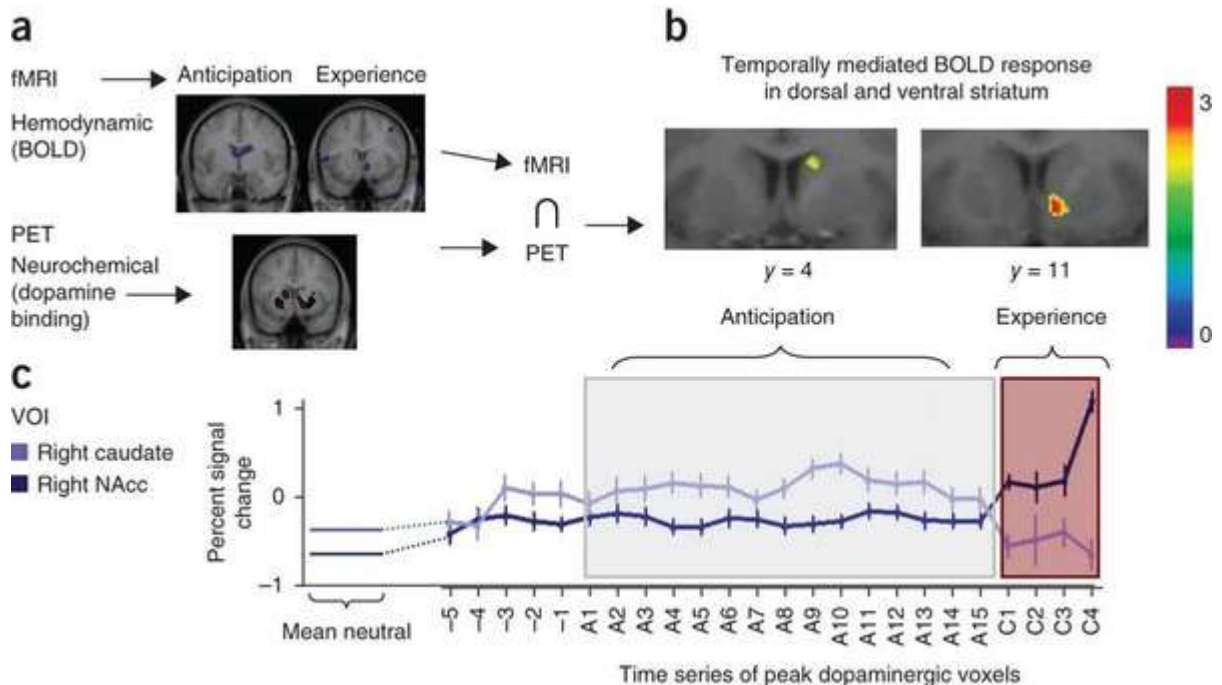 a
fMRI
Anticipation
Experience
Hemodynamic
(BOLD)
PET
Neurochemical
(dopamine
binding)
fMRI
∩
PET
b
Temporally mediated BOLD response
in dorsal and ventral striatum
y = 4
y = 11
3
0
c
VOI
Right caudate
Right NAcc
Anticipation
Experience
Percent signal
change
1
0
–1
Mean neutral
–5
–4
–3
–2
–1
A1
A2
A3
A4
A5
A6
A7
A8
A9
A10
A11
A12
A13
A14
A15
C1
C2
C3
C4
Time series of peak dopaminergic voxels